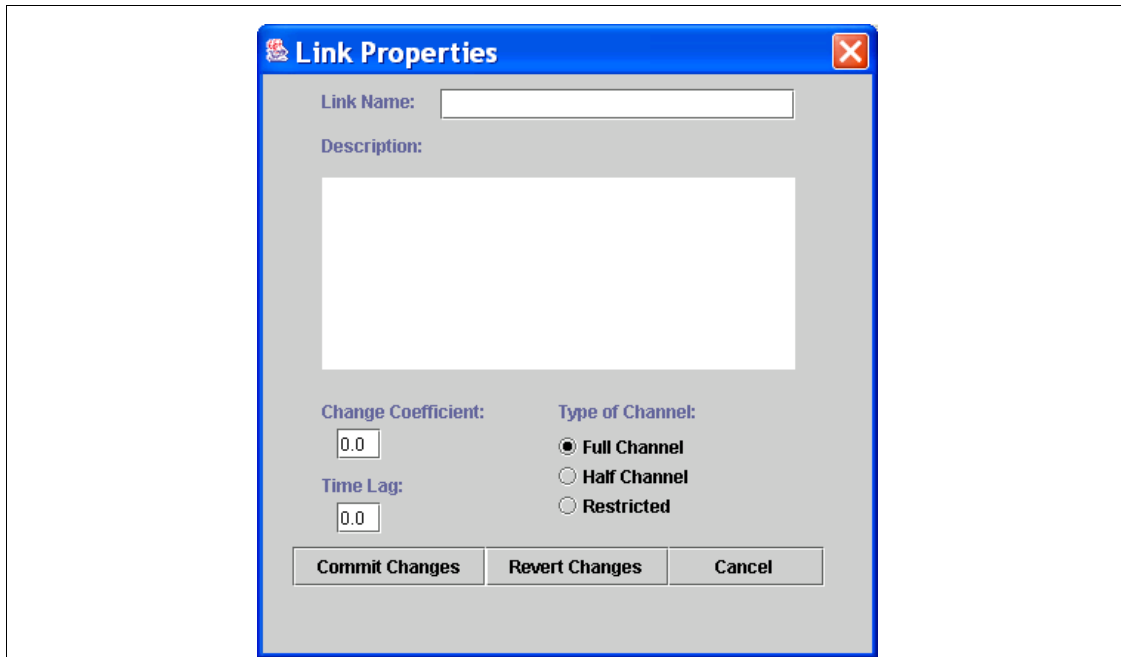 Link Properties
Link Name:
Description:
Change Coefficient:
0.0
Time Lag:
0.0
Type of Channel:
Full Channel
Half Channel
Restricted
Commit Changes Revert Changes Cancel